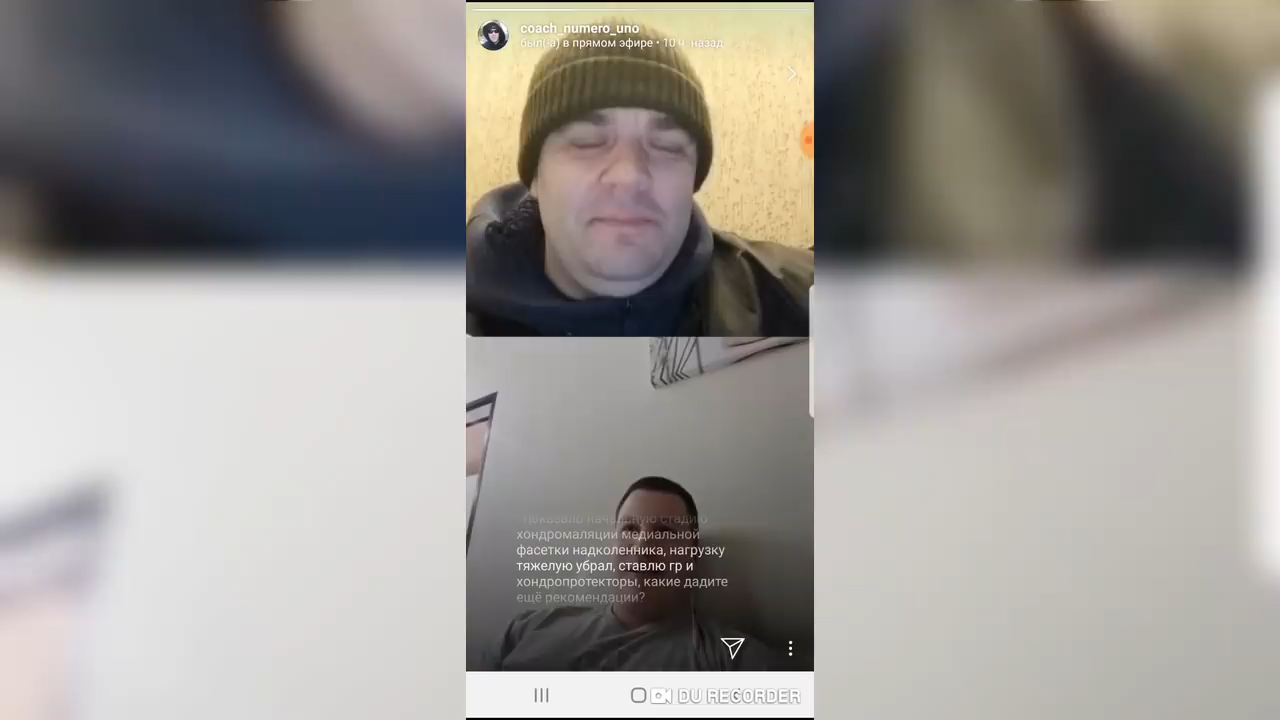 coach_numero_uno
был(-а) в прямом эфире • 10 ч. назад
показало начальную стадию
хондромаляции медиальной
фасетки надколенника, нагрузку
тяжелую убрал, ставлю гр и
хондропротекторы, какие дадите
ещё рекомендации?
DU RECORDER